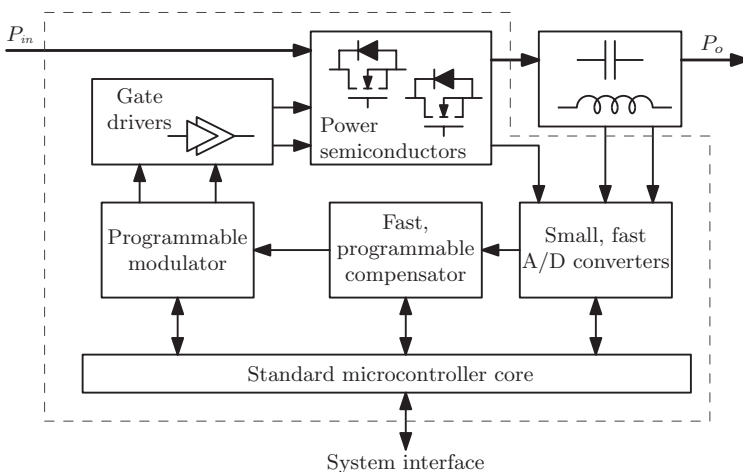 P_in
P_o
Gate
drivers
Power
semiconductors
Programmable
modulator
Fast,
programmable
compensator
Small, fast
A/D converters
Standard microcontroller core
System interface